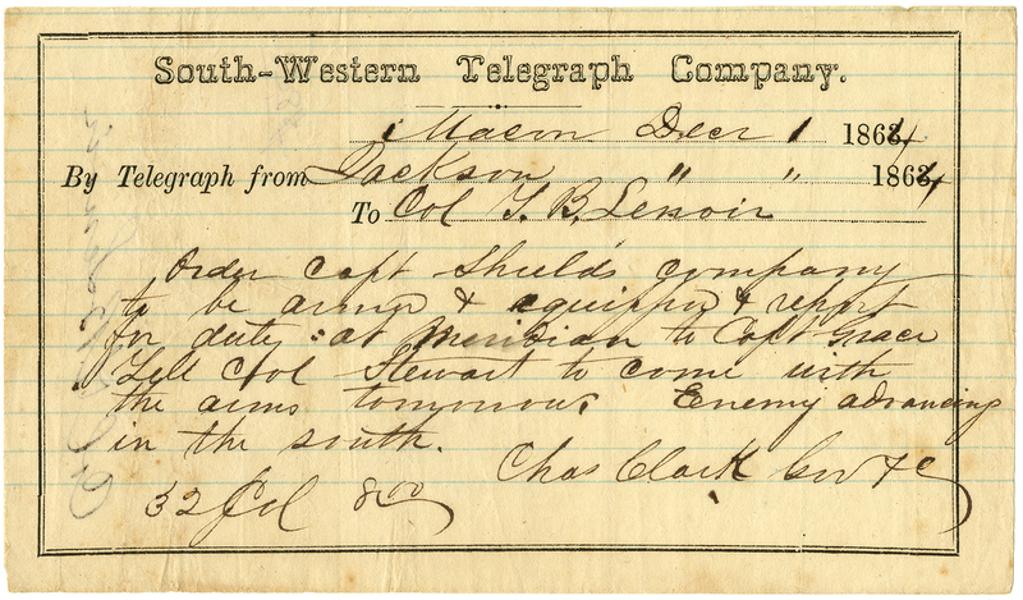 South-Western Telegraph Company.
Macon Decr 1 1864
By Telegraph from Jackson " " 1864
To Col T. B. Lenoir
Order Capt Shields company
to be armed & equipped & report
for duty at Meridian to Capt Grace
Tell Col Stewart to come with
the arms tomorrow. Enemy advancing
in the south.
Chas Clark Gov &c
32 8 00